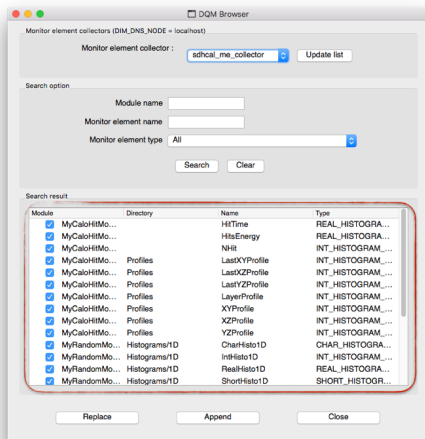 DQM Browser
Monitor element collectors (DIM_DNS_NODE = localhost)
Monitor element collector : sdhcal_me_collector Update list
Search option
Module name
Monitor element name
Monitor element type All
Search Clear
Search result
Module Directory Name Type
MyCaloHitMo... HitTime REAL_HISTOGRA...
MyCaloHitMo... HitsEnergy REAL_HISTOGRA...
MyCaloHitMo... NHit INT_HISTOGRAM_...
MyCaloHitMo... Profiles LastXYProfile INT_HISTOGRAM_...
MyCaloHitMo... Profiles LastXZProfile INT_HISTOGRAM_...
MyCaloHitMo... Profiles LastYZProfile INT_HISTOGRAM_...
MyCaloHitMo... Profiles LayerProfile INT_HISTOGRAM_...
MyCaloHitMo... Profiles XYProfile INT_HISTOGRAM_...
MyCaloHitMo... Profiles XZProfile INT_HISTOGRAM_...
MyCaloHitMo... Profiles YZProfile INT_HISTOGRAM_...
MyRandomMo... Histograms/1D CharHisto1D CHAR_HISTOGRA...
MyRandomMo... Histograms/1D IntHisto1D INT_HISTOGRAM_...
MyRandomMo... Histograms/1D RealHisto1D REAL_HISTOGRA...
MyRandomMo... Histograms/1D ShortHisto1D SHORT_HISTOGRA...
Replace Append Close